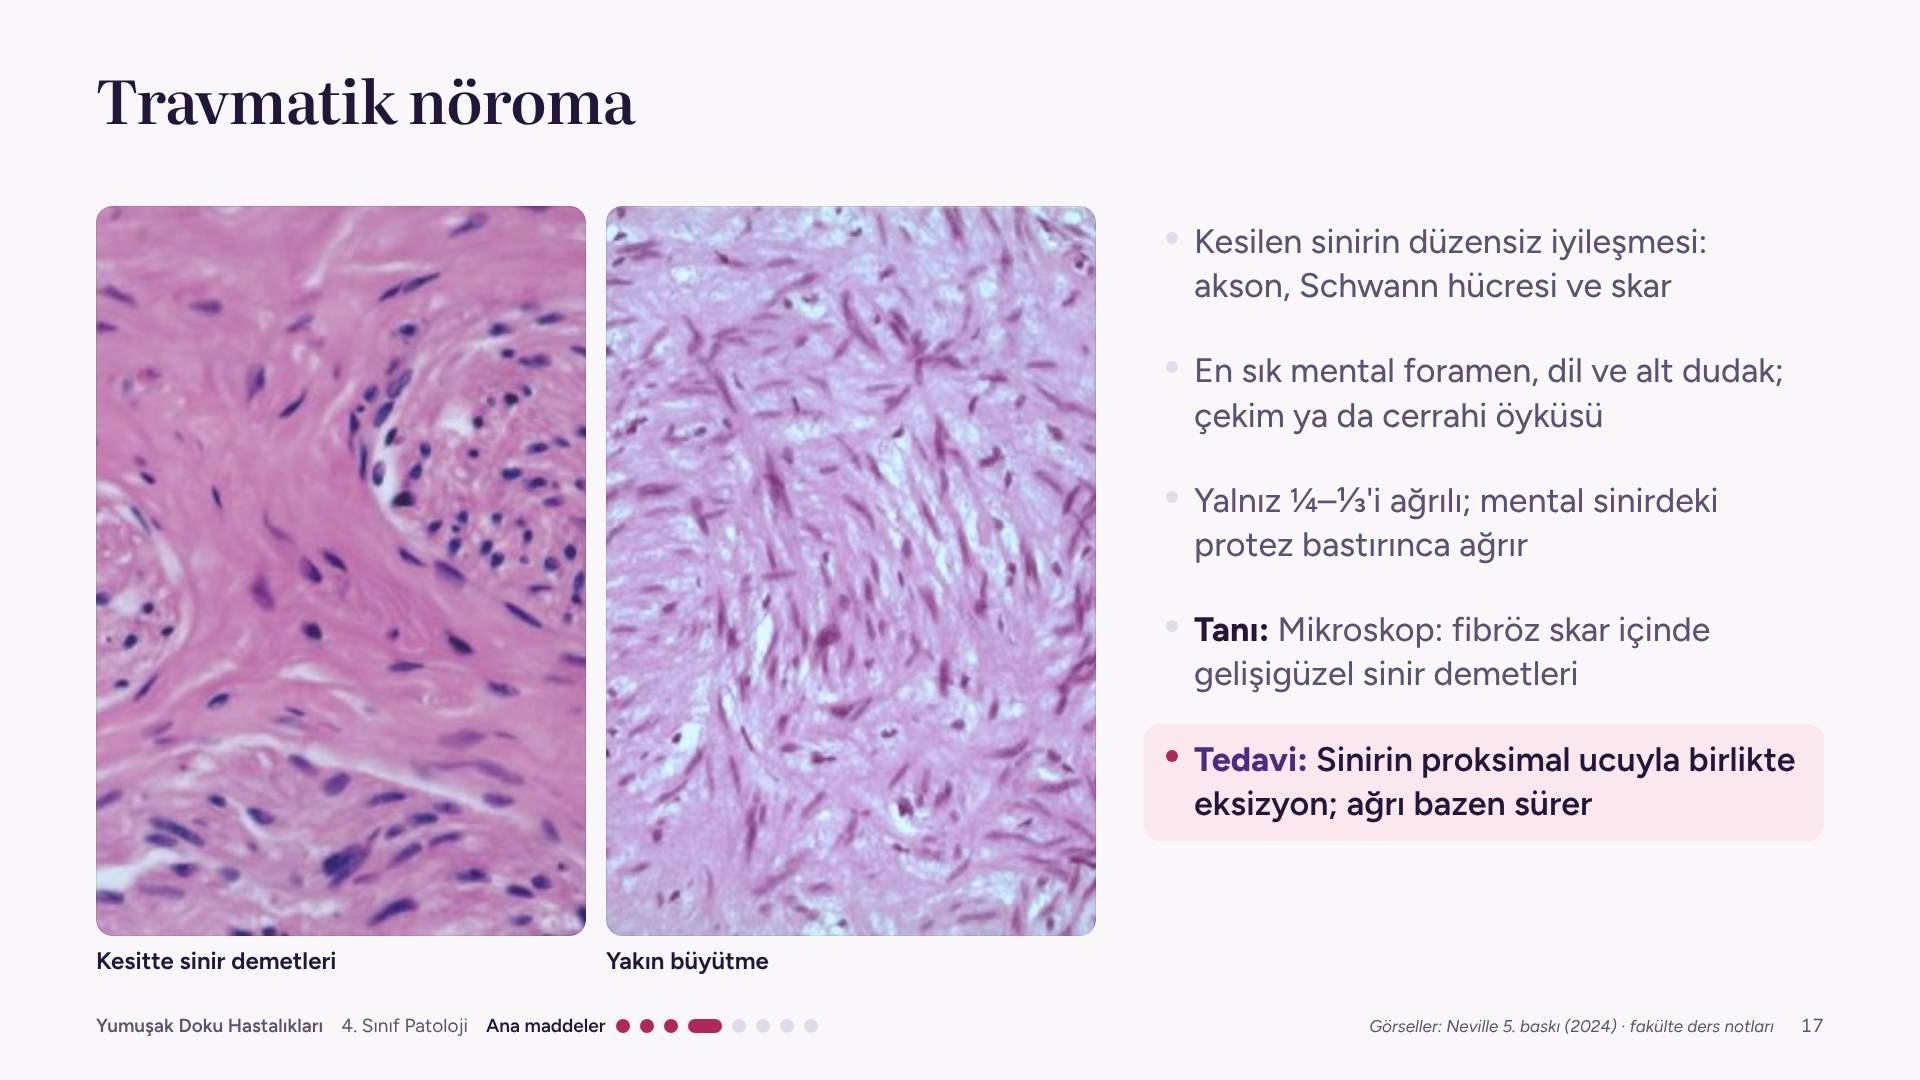 Travmatik nöroma
Kesitte sinir demetleri
Yakın büyütme
Kesilen sinirin düzensiz iyileşmesi:
akson, Schwann hücresi ve skar
En sık mental foramen, dil ve alt dudak;
çekim ya da cerrahi öyküsü
Yalnız ¼–⅓'i ağrılı; mental sinirdeki
protez bastırınca ağrır
Tanı: Mikroskop: fibröz skar içinde
gelişigüzel sinir demetleri
Tedavi: Sinirin proksimal ucuyla birlikte
eksizyon; ağrı bazen sürer
Yumuşak Doku Hastalıkları 4. Sınıf Patoloji Ana maddeler
Görseller: Neville 5. baskı (2024) · fakülte ders notları 17